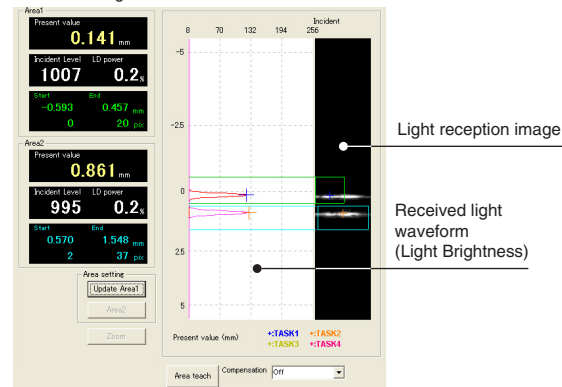 Area1
Present value
0.141 mm
Incident Level LD power
1007 0.2%
Start End
-0.593 0.457 mm
0 20 pix
Area2
Present value
0.861 mm
Incident Level LD power
995 0.2%
Start End
0.570 1.548 mm
2 37 pix
Area setting
Update Area1
Area2
Zoom
Incident
8 70 132 194 256
-5
-2.5
0
2.5
5
Present value (mm)
+:TASK1 +:TASK2
+:TASK3 +:TASK4
Area teach Compensation Off
Light reception image
Received light
waveform
(Light Brightness)